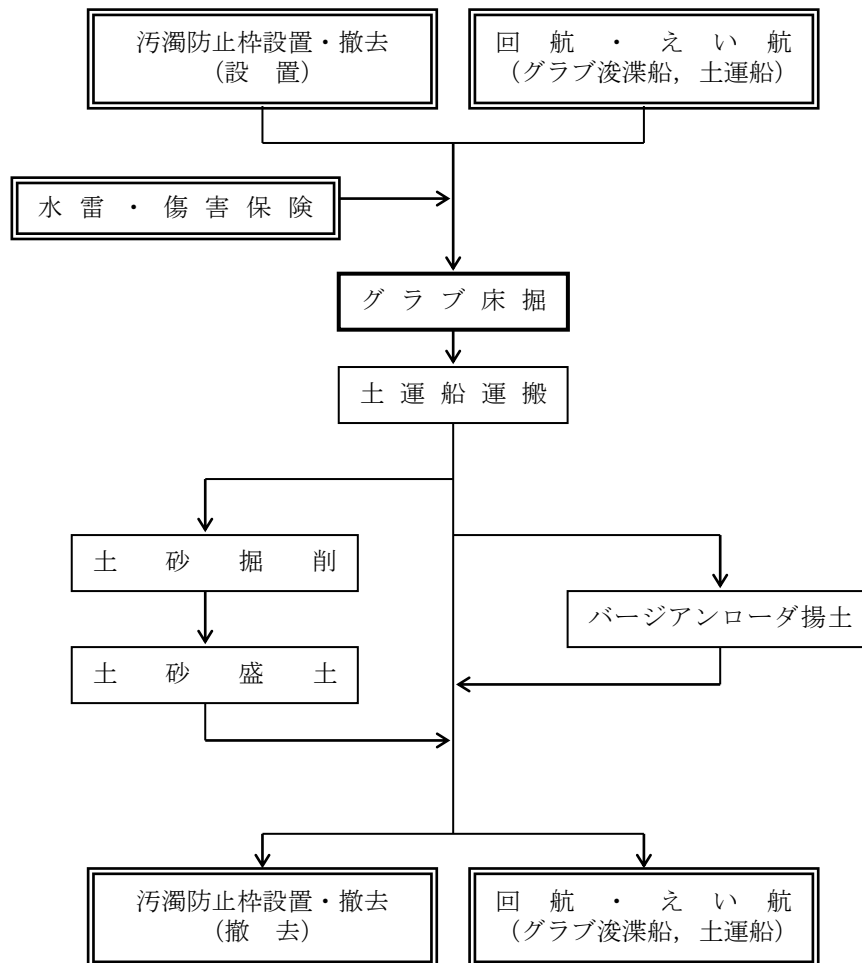 汚濁防止枠設置・撤去
(設 置)
回 航 ・ え い 航
(グラブ浚渫船, 土運船)
水 雷 ・ 傷 害 保 険
グ ラ ブ 床 掘
土 運 船 運 搬
土 砂 掘 削
バージアンローダ揚土
土 砂 盛 土
汚濁防止枠設置・撤去
(撤 去)
回 航 ・ え い 航
(グラブ浚渫船, 土運船)